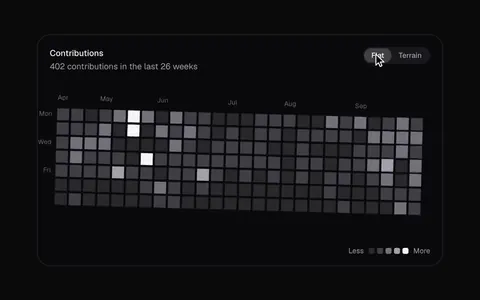 Contributions
402 contributions in the last 26 weeks
Flat Terrain
Apr May Jun Jul Aug Sep
Mon
Wed
Fri
Less More